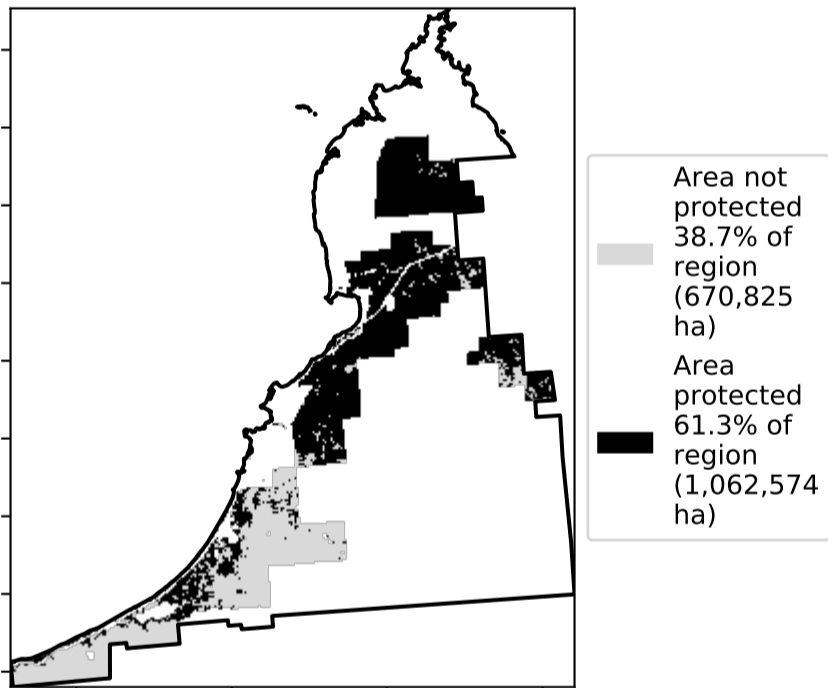 Area not
protected
38.7% of
region
(670,825
ha)
Area
protected
61.3% of
region
(1,062,574
ha)